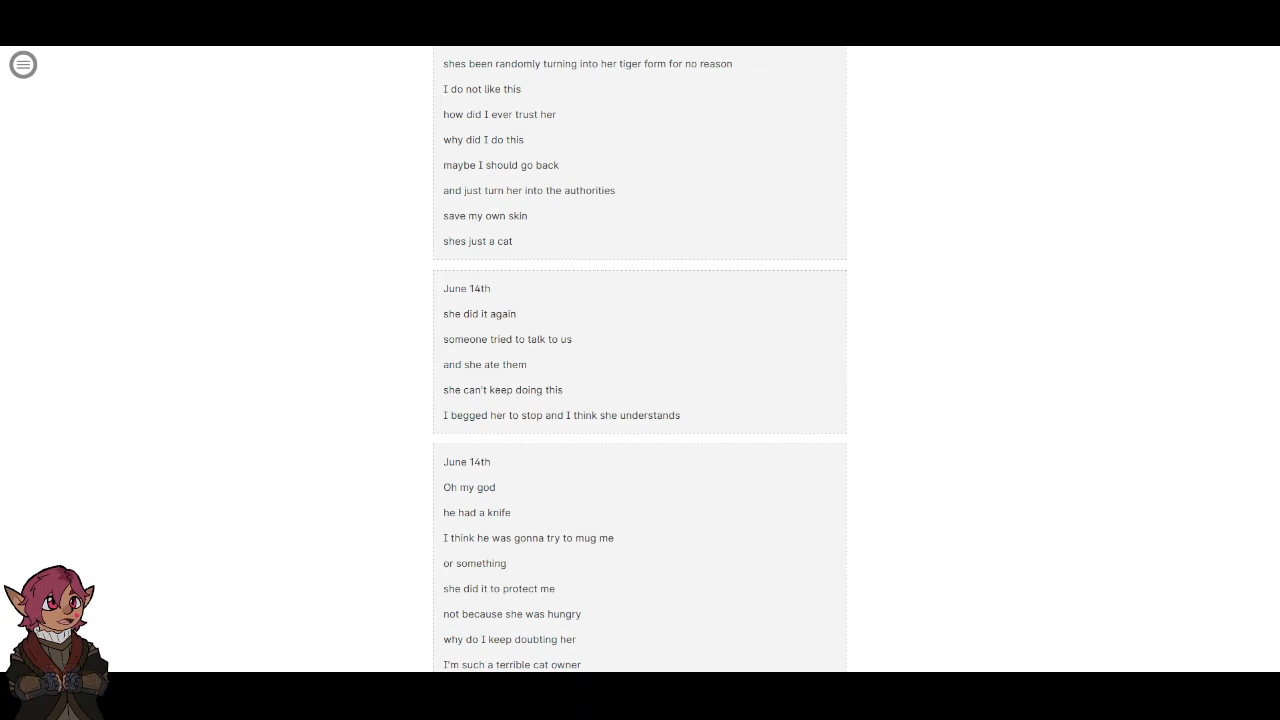 shes been randomly turning into her tiger form for no reason
I do not like this
how did I ever trust her
why did I do this
maybe I should go back
and just turn her into the authorities
save my own skin
shes just a cat
June 14th
she did it again
someone tried to talk to us
and she ate them
she can't keep doing this
I begged her to stop and I think she understands
June 14th
Oh my god
he had a knife
I think he was gonna try to mug me
or something
she did it to protect me
not because she was hungry
why do I keep doubting her
I'm such a terrible cat owner